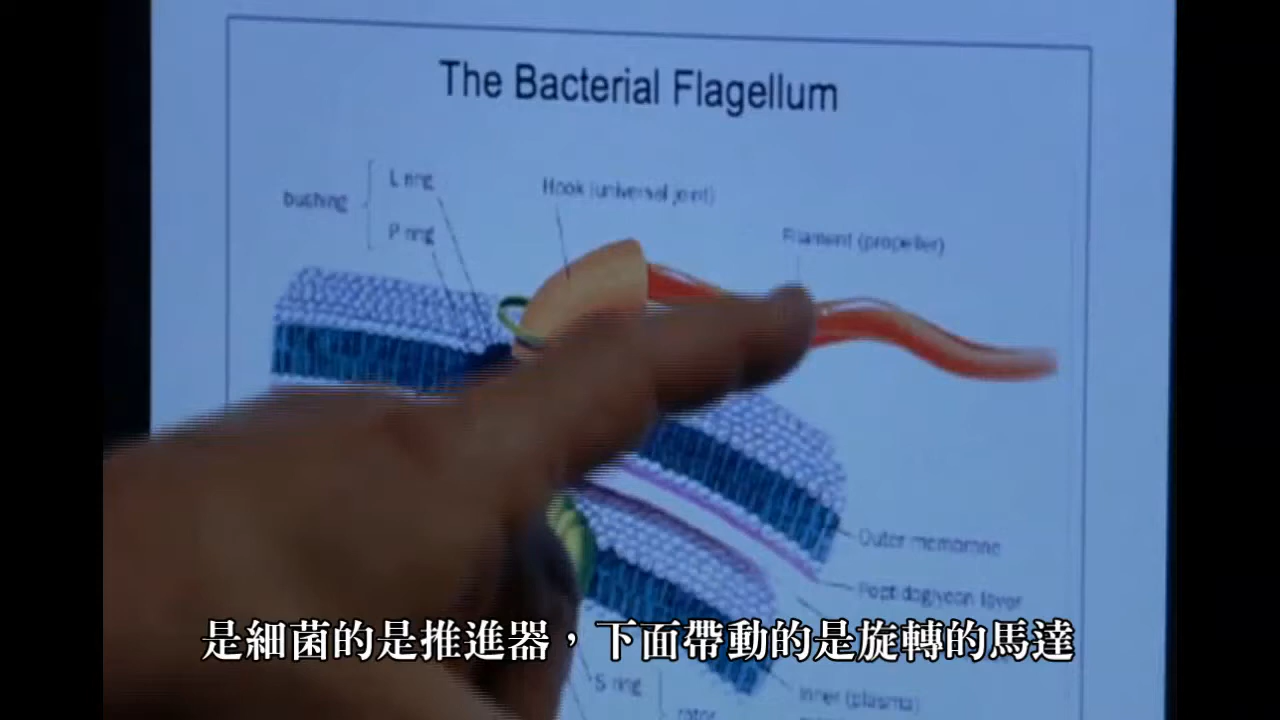 The Bacterial Flagellum
L ring
Hook (universal joint)
bushing
P ring
Filament (propeller)
Outer membrane
Peptidoglycan layer
是細菌的是推進器，下面帶動的是旋轉的馬達
S ring
rotor
Inner (plasma)